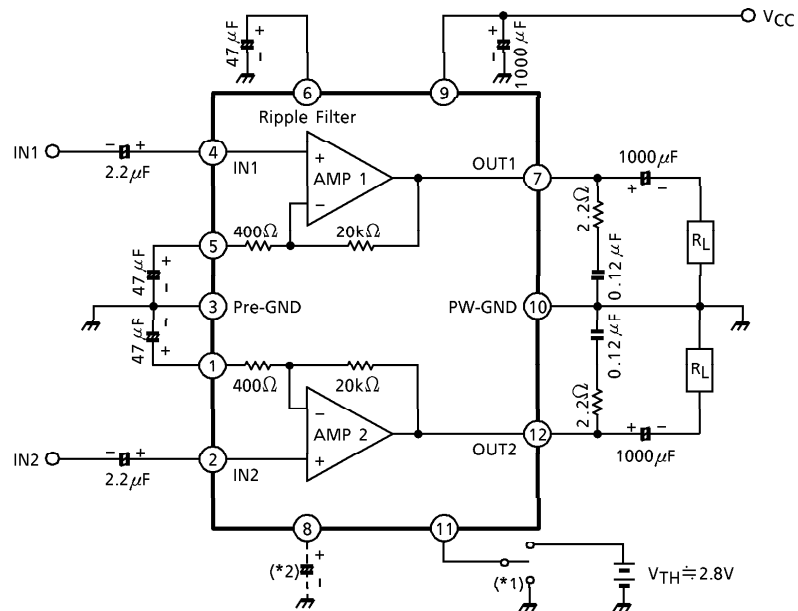 47μF
+
-
+
-
1000μF
VCC
6
9
Ripple Filter
IN1
-
+
2.2μF
4
IN1
+
AMP 1
-
OUT1
7
1000μF
+
-
2.2Ω
RL
400Ω
20kΩ
5
47μF
+
-
0.12μF
3
Pre-GND
PW-GND
10
47μF
-
+
1
400Ω
20kΩ
0.12μF
RL
2.2Ω
-
AMP 2
+
OUT2
12
+
-
1000μF
IN2
-
+
2.2μF
2
IN2
8
11
(*2)
+
-
(*1)
VTH≒2.8V